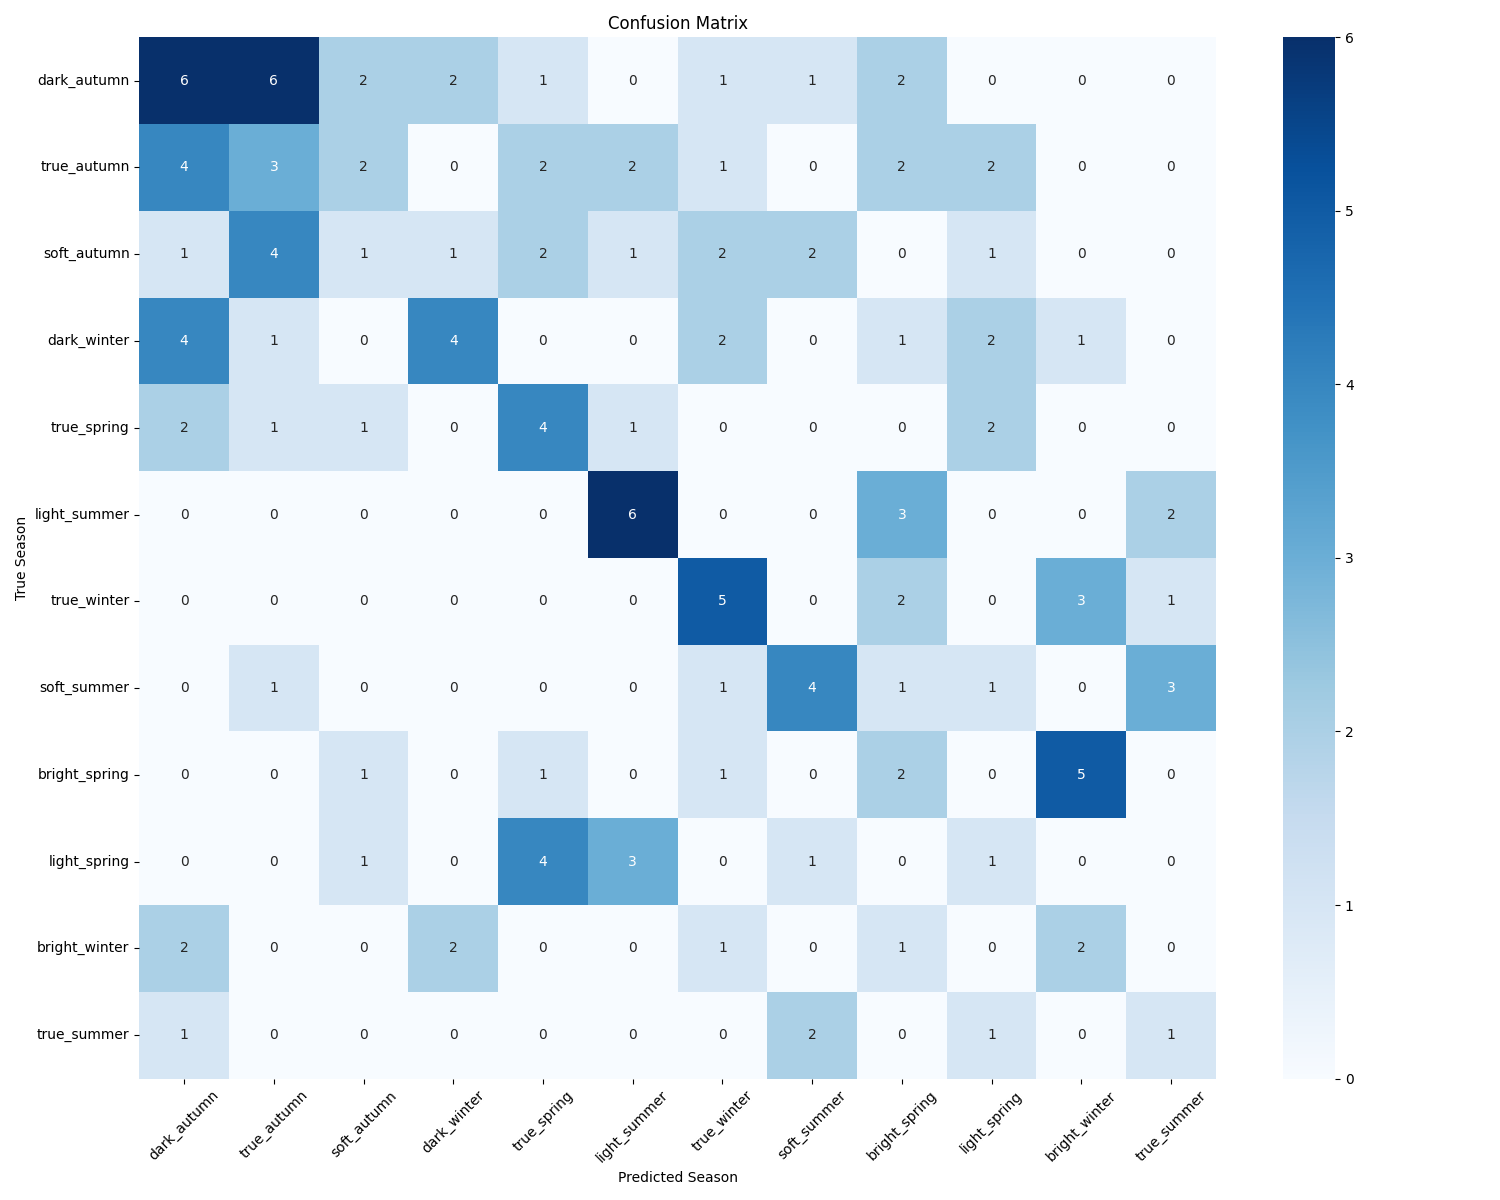 Confusion Matrix
dark_autumn 6 6 2 2 1 0 1 1 2 0 0 0
true_autumn 4 3 2 0 2 2 1 0 2 2 0 0
soft_autumn 1 4 1 1 2 1 2 2 0 1 0 0
dark_winter 4 1 0 4 0 0 2 0 1 2 1 0
true_spring 2 1 1 0 4 1 0 0 0 2 0 0
light_summer 0 0 0 0 0 6 0 0 3 0 0 2
true_winter 0 0 0 0 0 0 5 0 2 0 3 1
soft_summer 0 1 0 0 0 0 1 4 1 1 0 3
bright_spring 0 0 1 0 1 0 1 0 2 0 5 0
light_spring 0 0 1 0 4 3 0 1 0 1 0 0
bright_winter 2 0 0 2 0 0 1 0 1 0 2 0
true_summer 1 0 0 0 0 0 0 2 0 1 0 1
True Season
dark_autumn true_autumn soft_autumn dark_winter true_spring light_summer true_winter soft_summer bright_spring light_spring bright_winter true_summer
Predicted Season
6
5
4
3
2
1
0